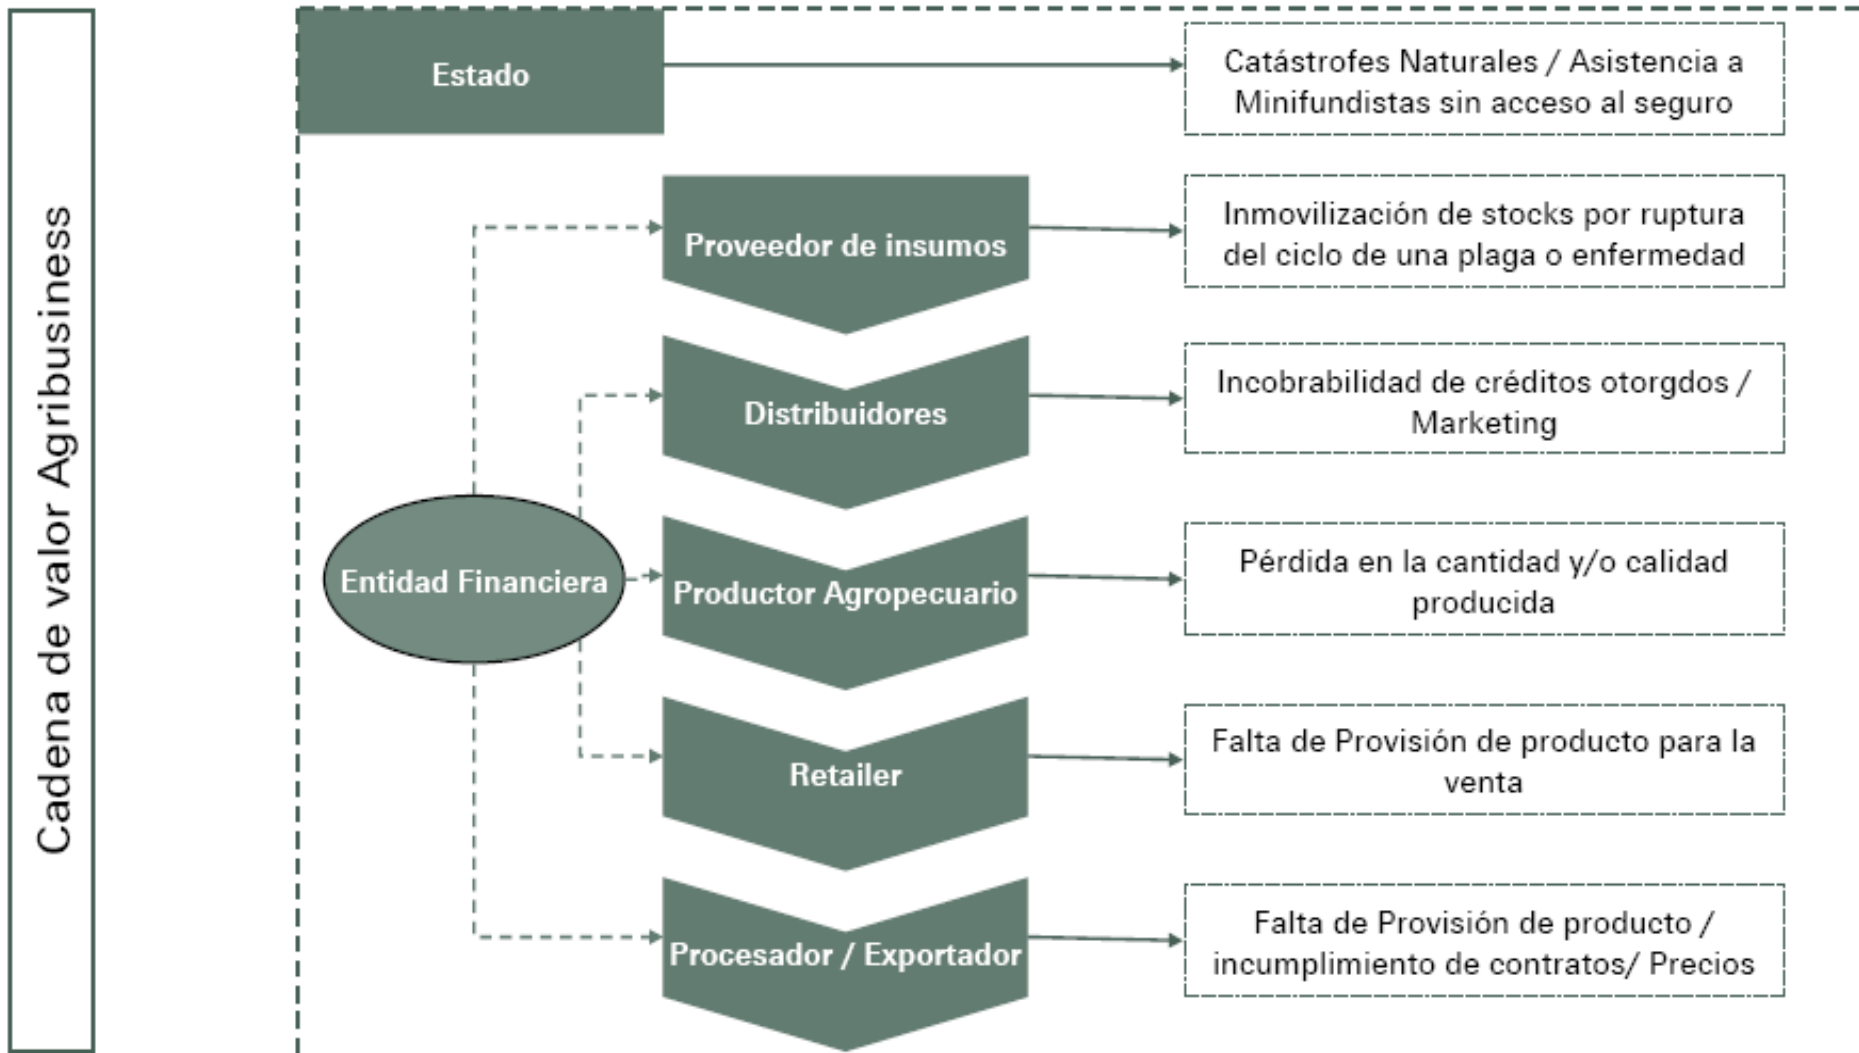 Cadena de valor Agribusiness
Estado
Catástrofes Naturales / Asistencia a
Minifundistas sin acceso al seguro
Proveedor de insumos
Inmovilización de stocks por ruptura
del ciclo de una plaga o enfermedad
Distribuidores
Incobrabilidad de créditos otorgdos /
Marketing
Entidad Financiera
Productor Agropecuario
Pérdida en la cantidad y/o calidad
producida
Retailer
Falta de Provisión de producto para la
venta
Procesador / Exportador
Falta de Provisión de producto /
incumplimiento de contratos/ Precios